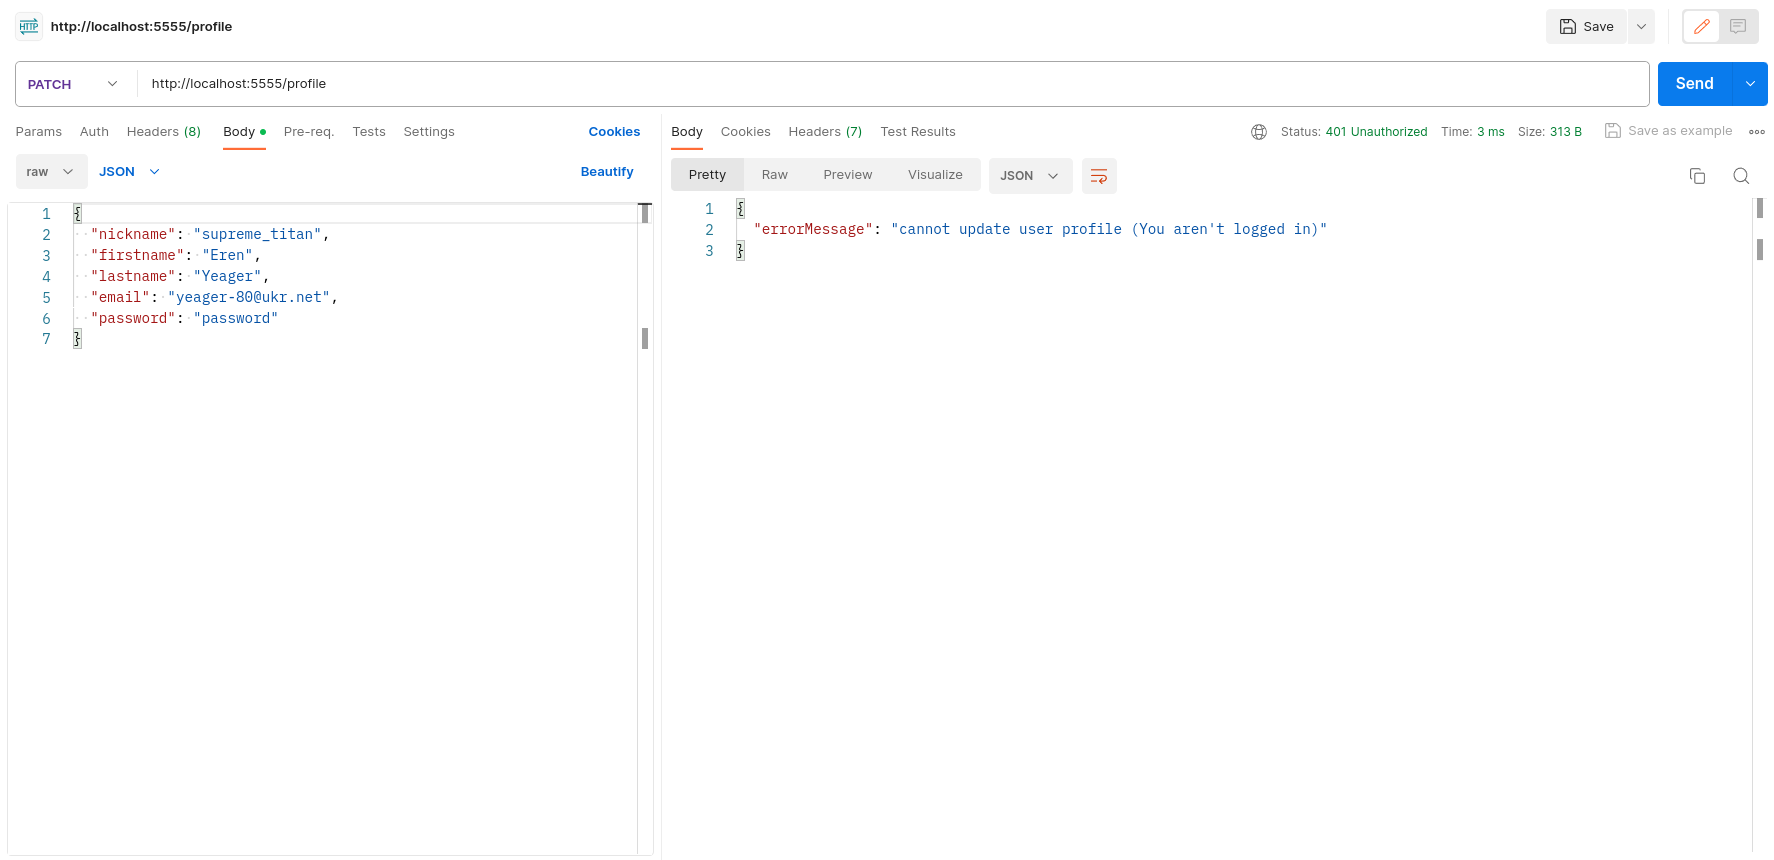 HTTP http://localhost:5555/profile Save
PATCH http://localhost:5555/profile Send
Params Auth Headers (8) Body Pre-req. Tests Settings Cookies
raw JSON Beautify
1 {
2 "nickname": "supreme_titan",
3 "firstname": "Eren",
4 "lastname": "Yeager",
5 "email": "yeager-80@ukr.net",
6 "password": "password"
7 }
Body Cookies Headers (7) Test Results Status: 401 Unauthorized Time: 3 ms Size: 313 B Save as example
Pretty Raw Preview Visualize JSON
1 {
2 "errorMessage": "cannot update user profile (You aren't logged in)"
3 }